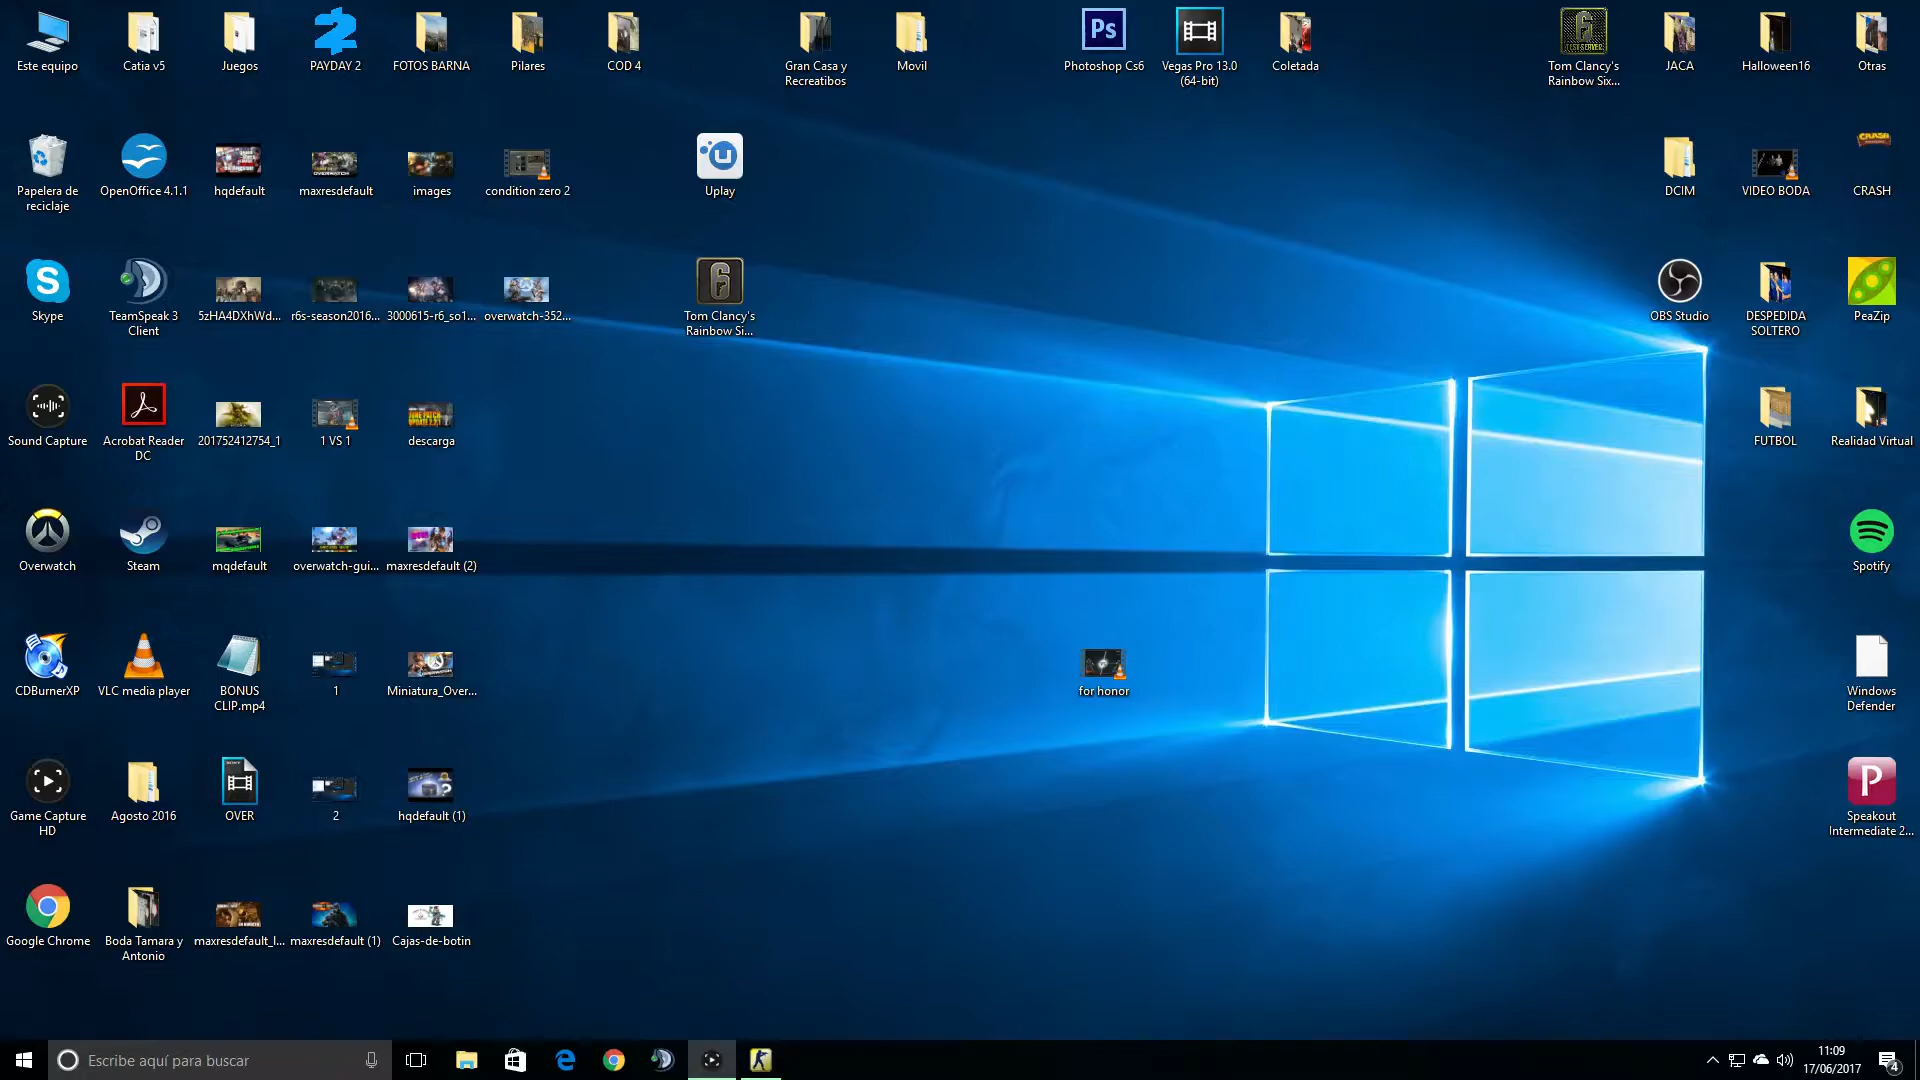 Este equipo
Catia v5
Juegos
PAYDAY 2
FOTOS BARNA
Pilares
COD 4
Gran Casa y
Recreatibos
Movil
Ps
Photoshop Cs6
Vegas Pro 13.0
(64-bit)
Coletada
Tom Clancy's
Rainbow Six...
JACA
Halloween16
Otras
Papelera de
reciclaje
OpenOffice 4.1.1
hqdefault
maxresdefault
images
condition zero 2
Uplay
DCIM
VIDEO BODA
CRASH
CRASH
Skype
TeamSpeak 3
Client
5zHA4DXhWd...
r6s-season2016...
3000615-r6_so1...
overwatch-352...
Tom Clancy's
Rainbow Si...
OBS Studio
DESPEDIDA
SOLTERO
PeaZip
Sound Capture
Acrobat Reader
DC
201752412754_1
1 VS 1
descarga
FUTBOL
Realidad Virtual
Overwatch
Steam
mqdefault
overwatch-gui...
maxresdefault (2)
Spotify
CDBurnerXP
VLC media player
BONUS
CLIP.mp4
1
Miniatura_Over...
for honor
Windows
Defender
Game Capture
HD
Agosto 2016
OVER
2
hqdefault (1)
Speakout
Intermediate 2...
Google Chrome
Boda Tamara y
Antonio
maxresdefault_l...
maxresdefault (1)
Cajas-de-botin
Escribe aquí para buscar
11:09
17/06/2017
4